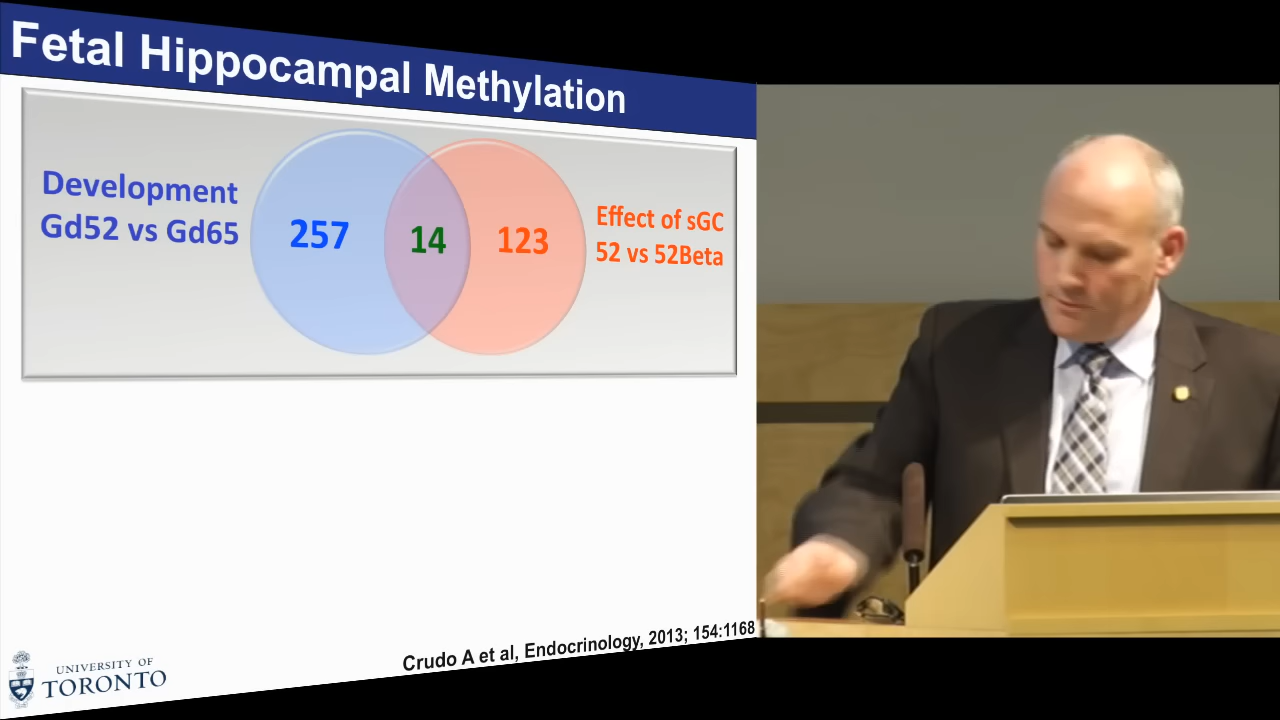 Fetal Hippocampal Methylation
Development
Gd52 vs Gd65
257
14
123
Effect of sGC
52 vs 52Beta
Crudo A et al, Endocrinology, 2013; 154:1168
UNIVERSITY OF
TORONTO